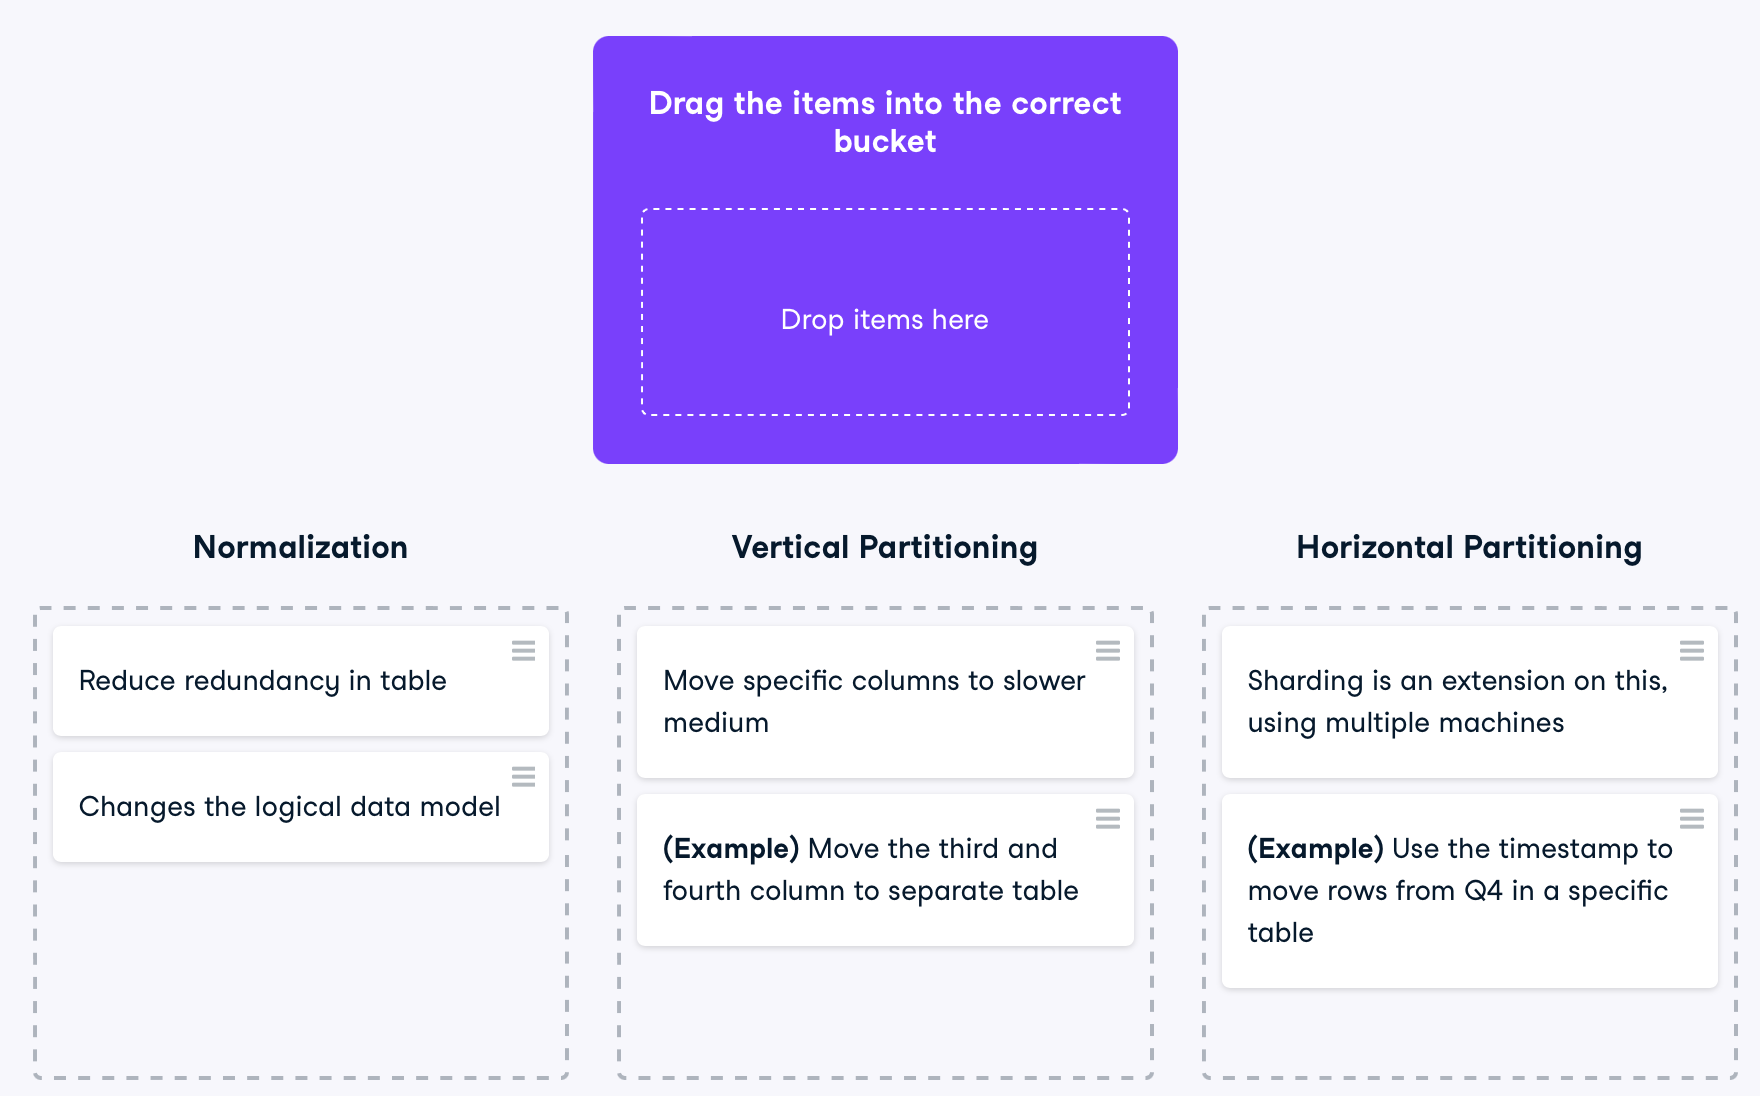 Drag the items into the correct
bucket
Drop items here
Normalization
Reduce redundancy in table
Changes the logical data model
Vertical Partitioning
Move specific columns to slower
medium
(Example) Move the third and
fourth column to separate table
Horizontal Partitioning
Sharding is an extension on this,
using multiple machines
(Example) Use the timestamp to
move rows from Q4 in a specific
table